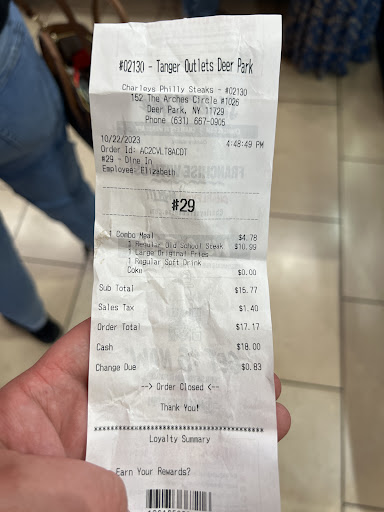 #02130 - Tanger Outlets Deer Park
Charleys Philly Steaks - #02130
152 The Arches Circle #1026
Deer Park, NY 11729
Phone (631) 667-0905
10/22/2023 4:48:49 PM
Order Id: AC2CVLT8ACDT
#29 - Dine In
Employee: Elizabeth
#29
1 Combo Meal $4.78
1 Regular Old School Steak $10.99
1 Large Original Fries
1 Regular Soft Drink
Coke $0.00
Sub Total $15.77
Sales Tax $1.40
Order Total $17.17
Cash $18.00
Change Due $0.83
--> Order Closed <--
Thank You!
Loyalty Summary
Earn Your Rewards?